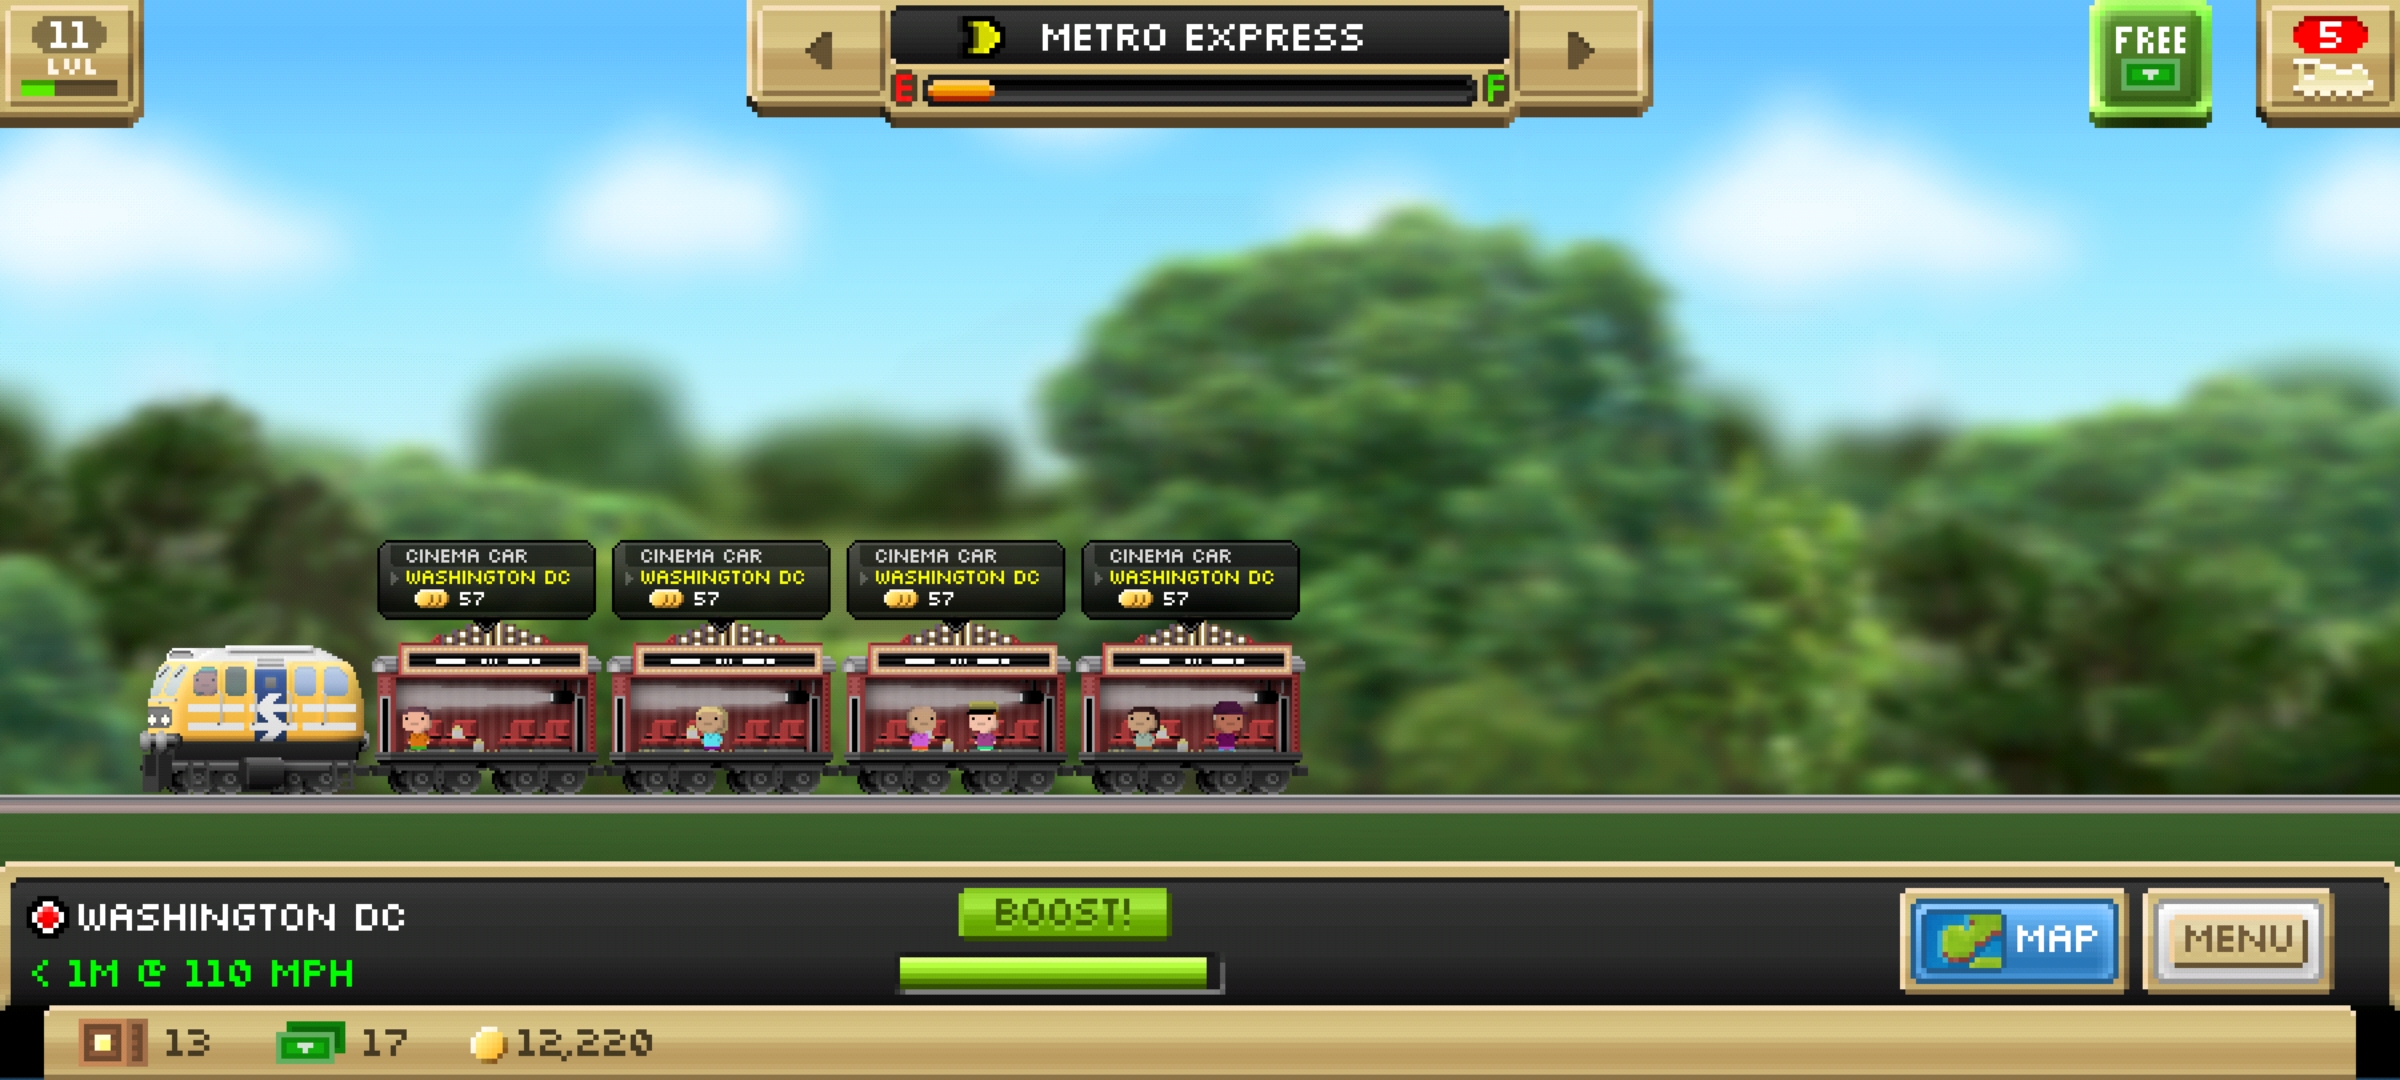 11
LVL
METRO EXPRESS
E F
FREE
5
CINEMA CAR
WASHINGTON DC
57
CINEMA CAR
WASHINGTON DC
57
CINEMA CAR
WASHINGTON DC
57
CINEMA CAR
WASHINGTON DC
57
WASHINGTON DC
< 1M @ 110 MPH
BOOST!
MAP
MENU
13
17
12,220